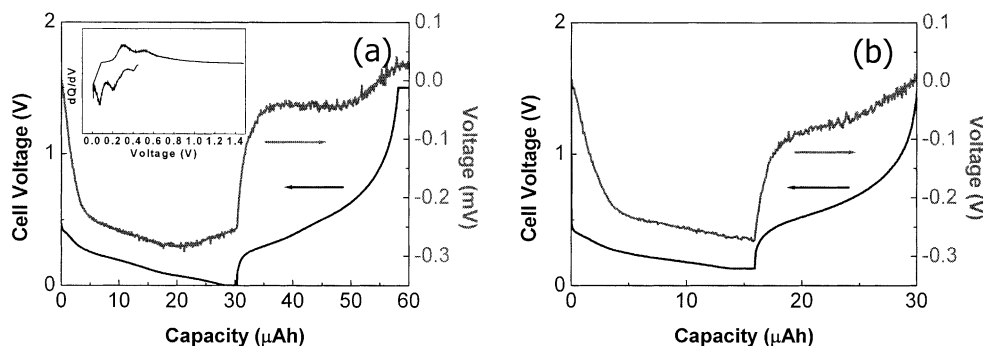 (a)
2
1
0
Cell Voltage (V)
0.1
0.0
-0.1
-0.2
-0.3
Voltage (mV)
dQ/dV
0.0 0.2 0.4 0.6 0.8 1.0 1.2 1.4
Voltage (V)
0 10 20 30 40 50 60
Capacity (µAh)
(b)
2
1
0
Cell Voltage (V)
0.1
0.0
-0.1
-0.2
-0.3
Voltage (V)
0 10 20 30
Capacity (µAh)